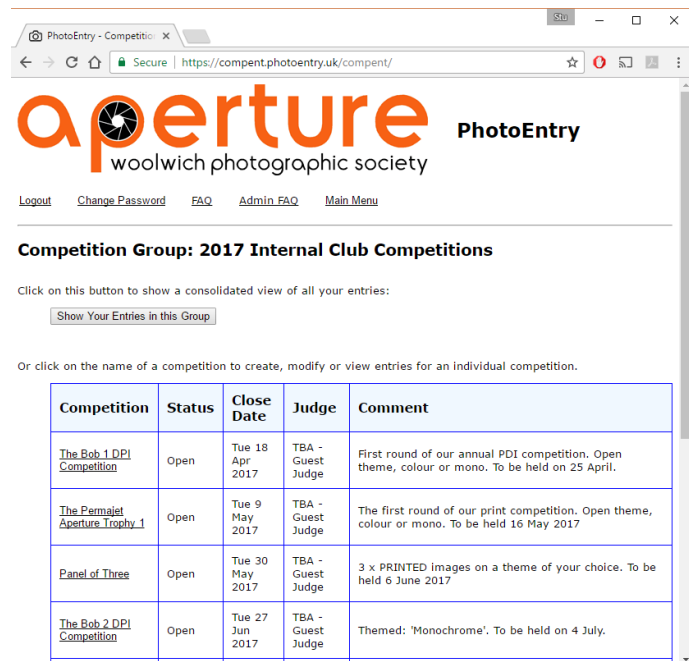 Stu
PhotoEntry - Competition
Secure | https://compent.photoentry.uk/compent/
aperture
woolwich photographic society
PhotoEntry
Logout Change Password FAQ Admin FAQ Main Menu
Competition Group: 2017 Internal Club Competitions
Click on this button to show a consolidated view of all your entries:
Show Your Entries in this Group
Or click on the name of a competition to create, modify or view entries for an individual competition.
Competition Status Close Date Judge Comment
The Bob 1 DPI
Competition
Open
Tue 18
Apr
2017
TBA -
Guest
Judge
First round of our annual PDI competition. Open
theme, colour or mono. To be held on 25 April.
The Permajet
Aperture Trophy 1
Open
Tue 9
May
2017
TBA -
Guest
Judge
The first round of our print competition. Open theme,
colour or mono. To be held 16 May 2017
Panel of Three
Open
Tue 30
May
2017
TBA -
Guest
Judge
3 x PRINTED images on a theme of your choice. To be
held 6 June 2017
The Bob 2 DPI
Competition
Open
Tue 27
Jun
2017
TBA -
Guest
Judge
Themed: 'Monochrome'. To be held on 4 July.